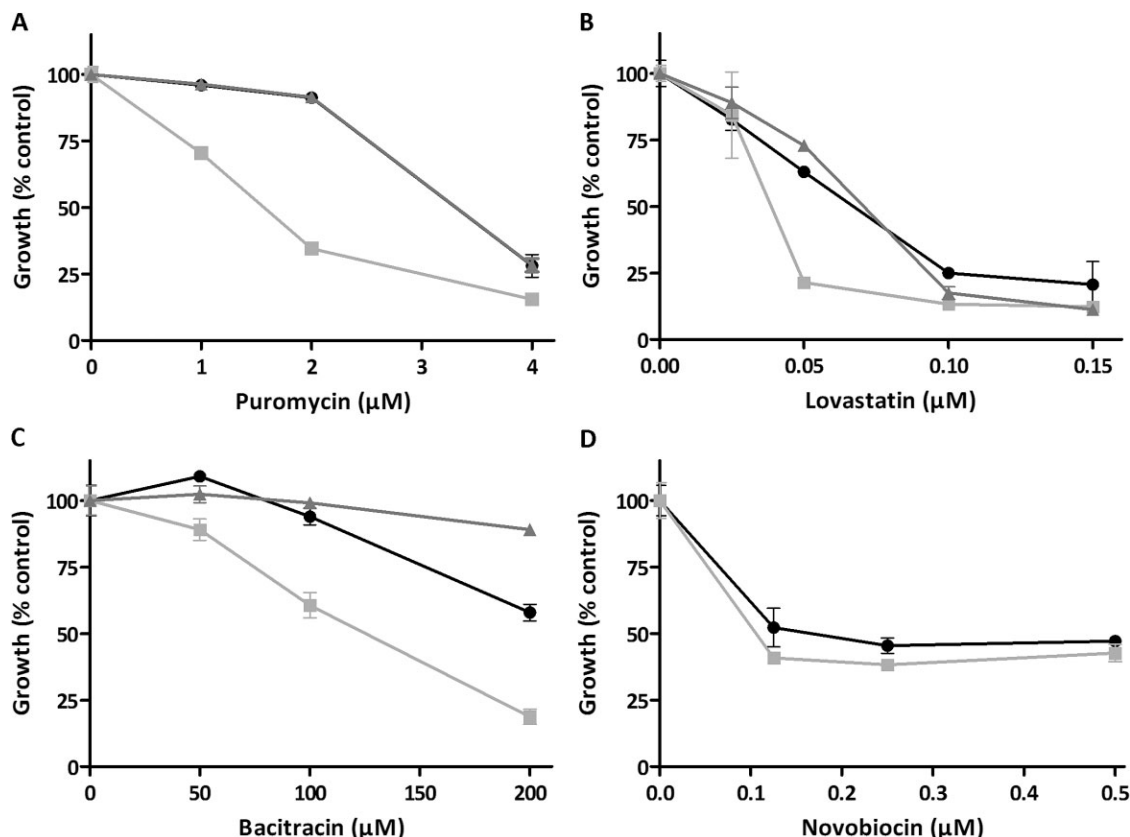 A
Growth (% control)
100
75
50
25
0
0 1 2 3 4
Puromycin (µM)
B
Growth (% control)
100
75
50
25
0
0.00 0.05 0.10 0.15
Lovastatin (µM)
C
Growth (% control)
100
75
50
25
0
0 50 100 150 200
Bacitracin (µM)
D
Growth (% control)
100
75
50
25
0
0.0 0.1 0.2 0.3 0.4 0.5
Novobiocin (µM)